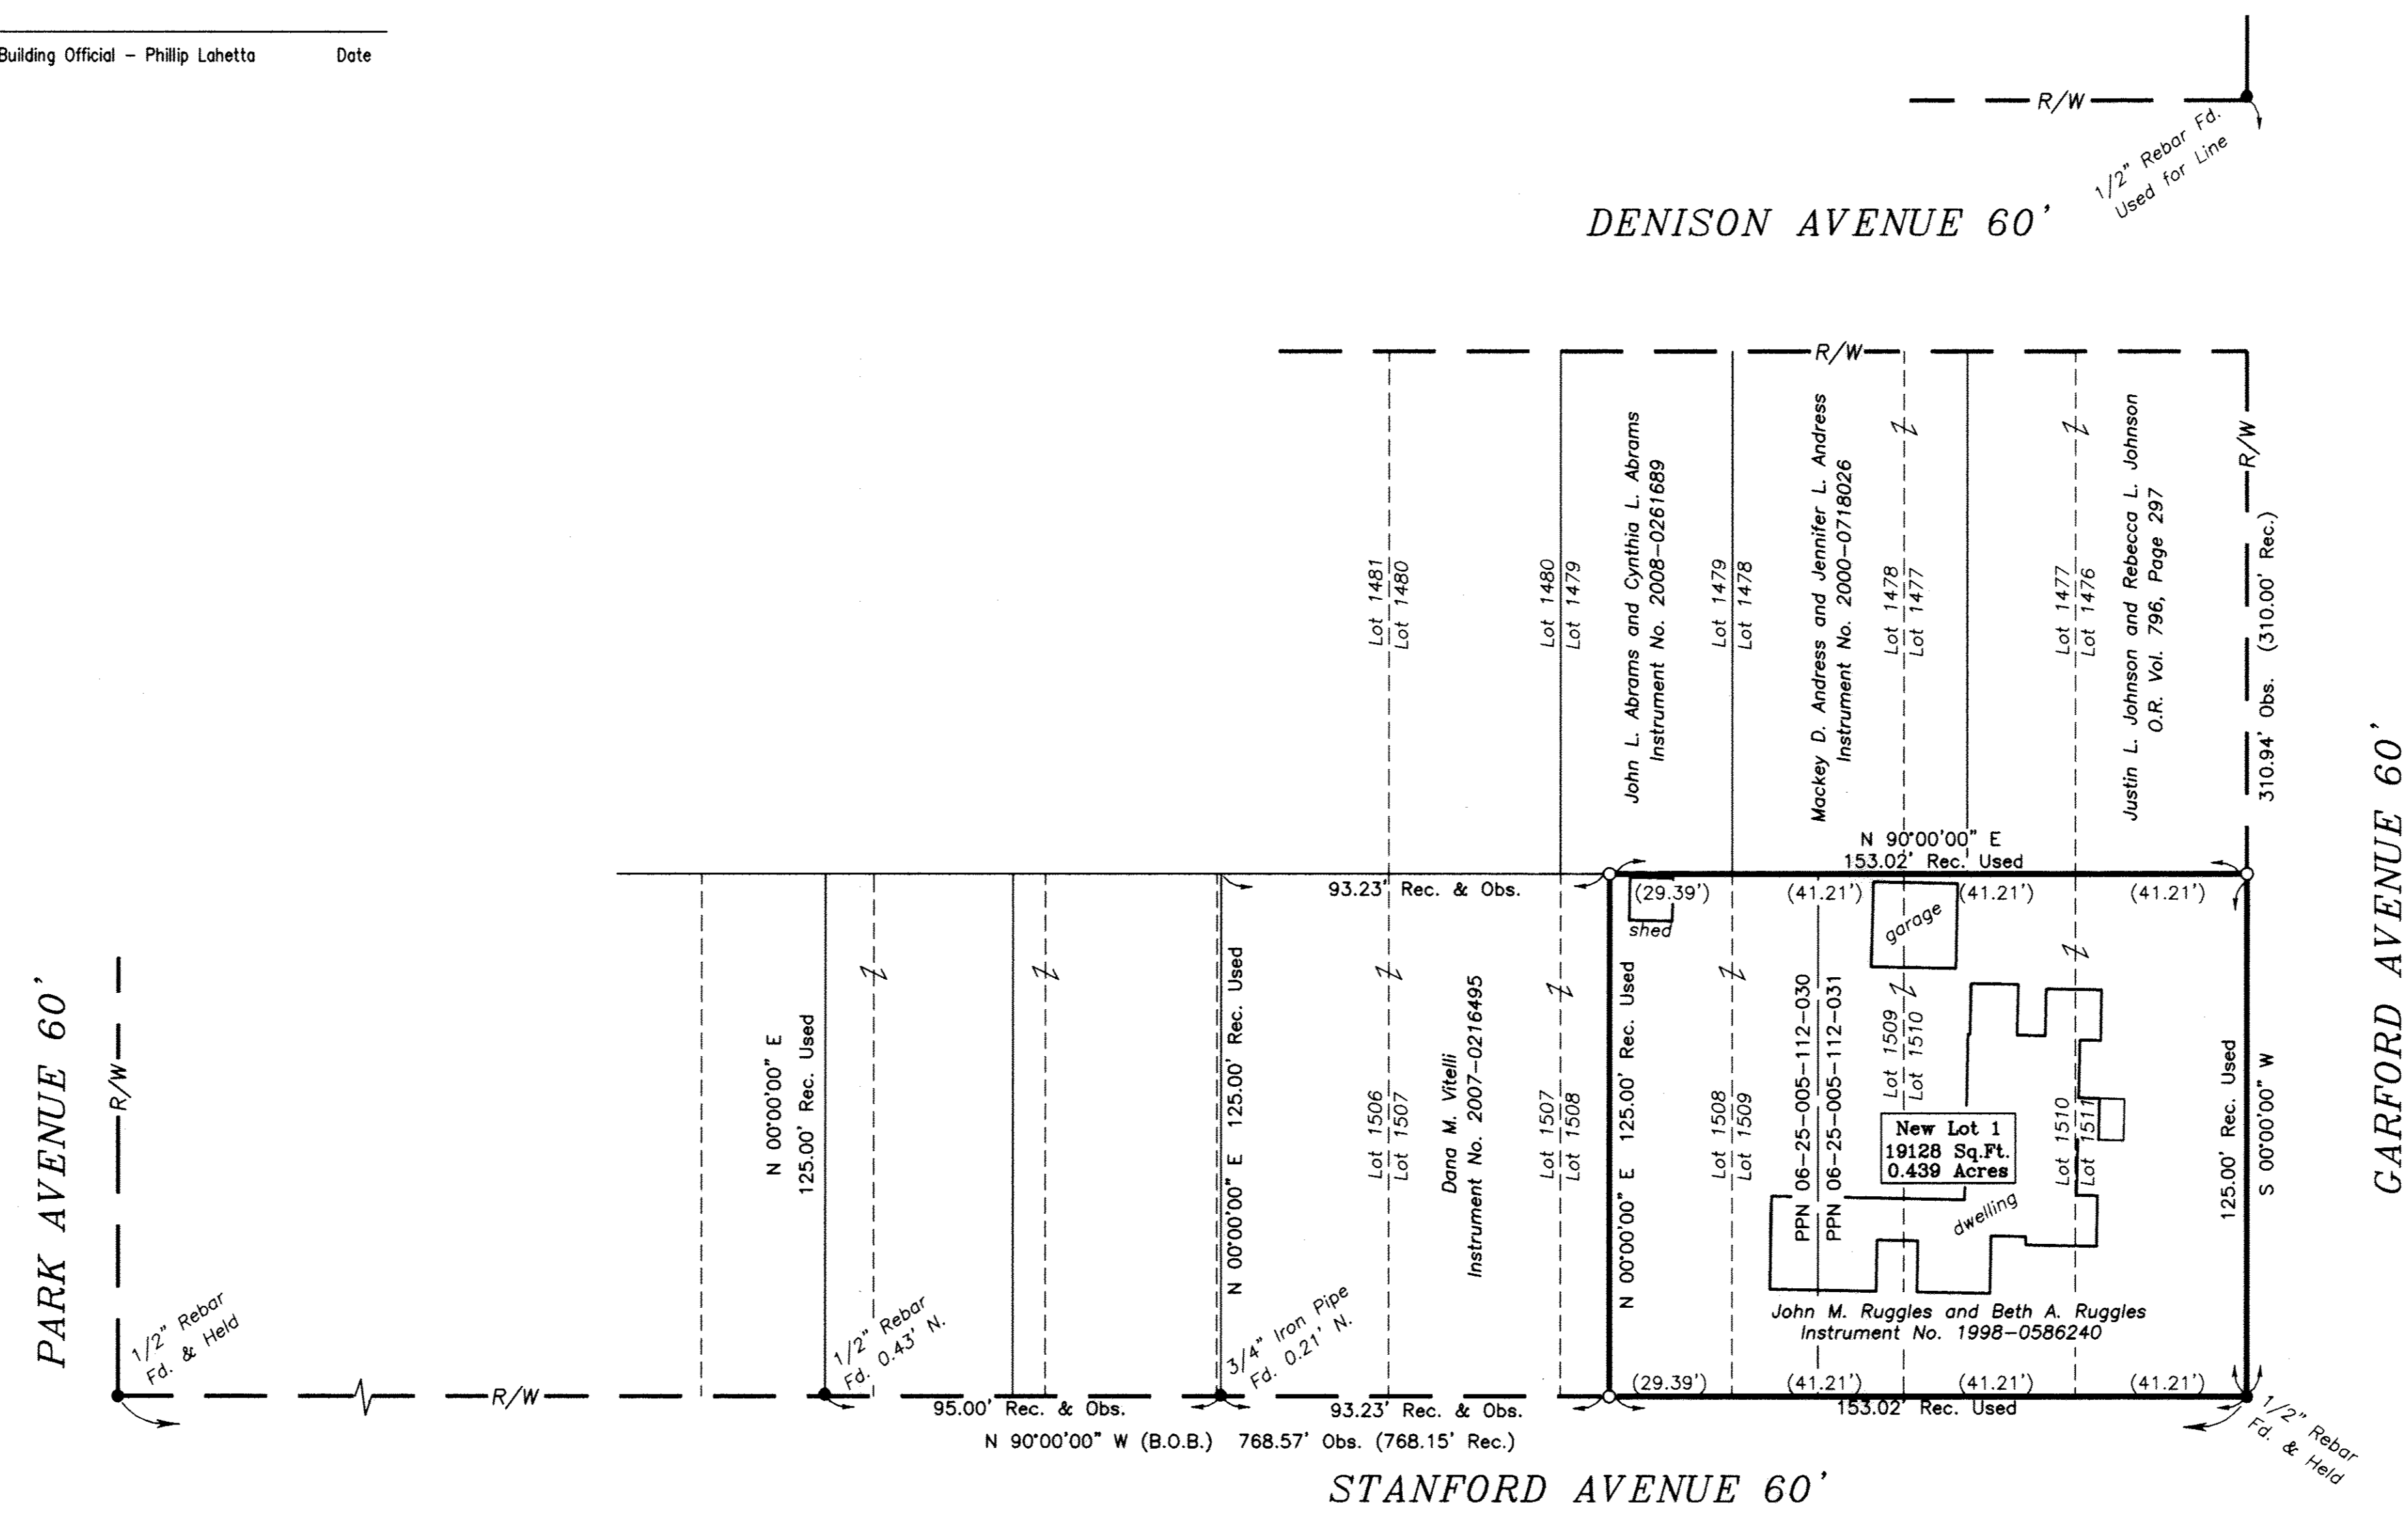 Building Official – Phillip Lahetta Date
R/W
1/2" Rebar Fd.
Used for Line
DENISON AVENUE 60'
R/W
Lot 1481
Lot 1480
Lot 1480
Lot 1479
John L. Abrams and Cynthia L. Abrams
Instrument No. 2008–0261689
Lot 1479
Lot 1478
Mackey D. Andress and Jennifer L. Andress
Instrument No. 2000–0718026
Lot 1478
Lot 1477
Lot 1477
Lot 1476
Justin L. Johnson and Rebecca L. Johnson
O.R. Vol. 796, Page 297
R/W
310.94' Obs. (310.00' Rec.)
GARFORD AVENUE 60'
N 90°00'00" E
153.02' Rec. Used
93.23' Rec. & Obs.
(29.39')
(41.21')
(41.21')
(41.21')
shed
garage
PARK AVENUE 60'
R/W
1/2" Rebar
Fd. & Held
N 00°00'00" E
125.00' Rec. Used
1/2" Rebar
Fd. 0.43' N.
N 00°00'00" E 125.00' Rec. Used
3/4" Iron Pipe
Fd. 0.21' N.
Lot 1506
Lot 1507
Dana M. Vitelli
Instrument No. 2007–0216495
Lot 1507
Lot 1508
N 00°00'00" E 125.00' Rec. Used
Lot 1508
Lot 1509
PPN 06–25–005–112–030
PPN 06–25–005–112–031
Lot 1509
Lot 1510
New Lot 1
19128 Sq.Ft.
0.439 Acres
dwelling
Lot 1510
Lot 1511
125.00' Rec. Used
S 00°00'00" W
John M. Ruggles and Beth A. Ruggles
Instrument No. 1998–0586240
(29.39')
(41.21')
(41.21')
(41.21')
R/W
95.00' Rec. & Obs.
93.23' Rec. & Obs.
153.02' Rec. Used
1/2" Rebar
Fd. & Held
N 90°00'00" W (B.O.B.) 768.57' Obs. (768.15' Rec.)
STANFORD AVENUE 60'